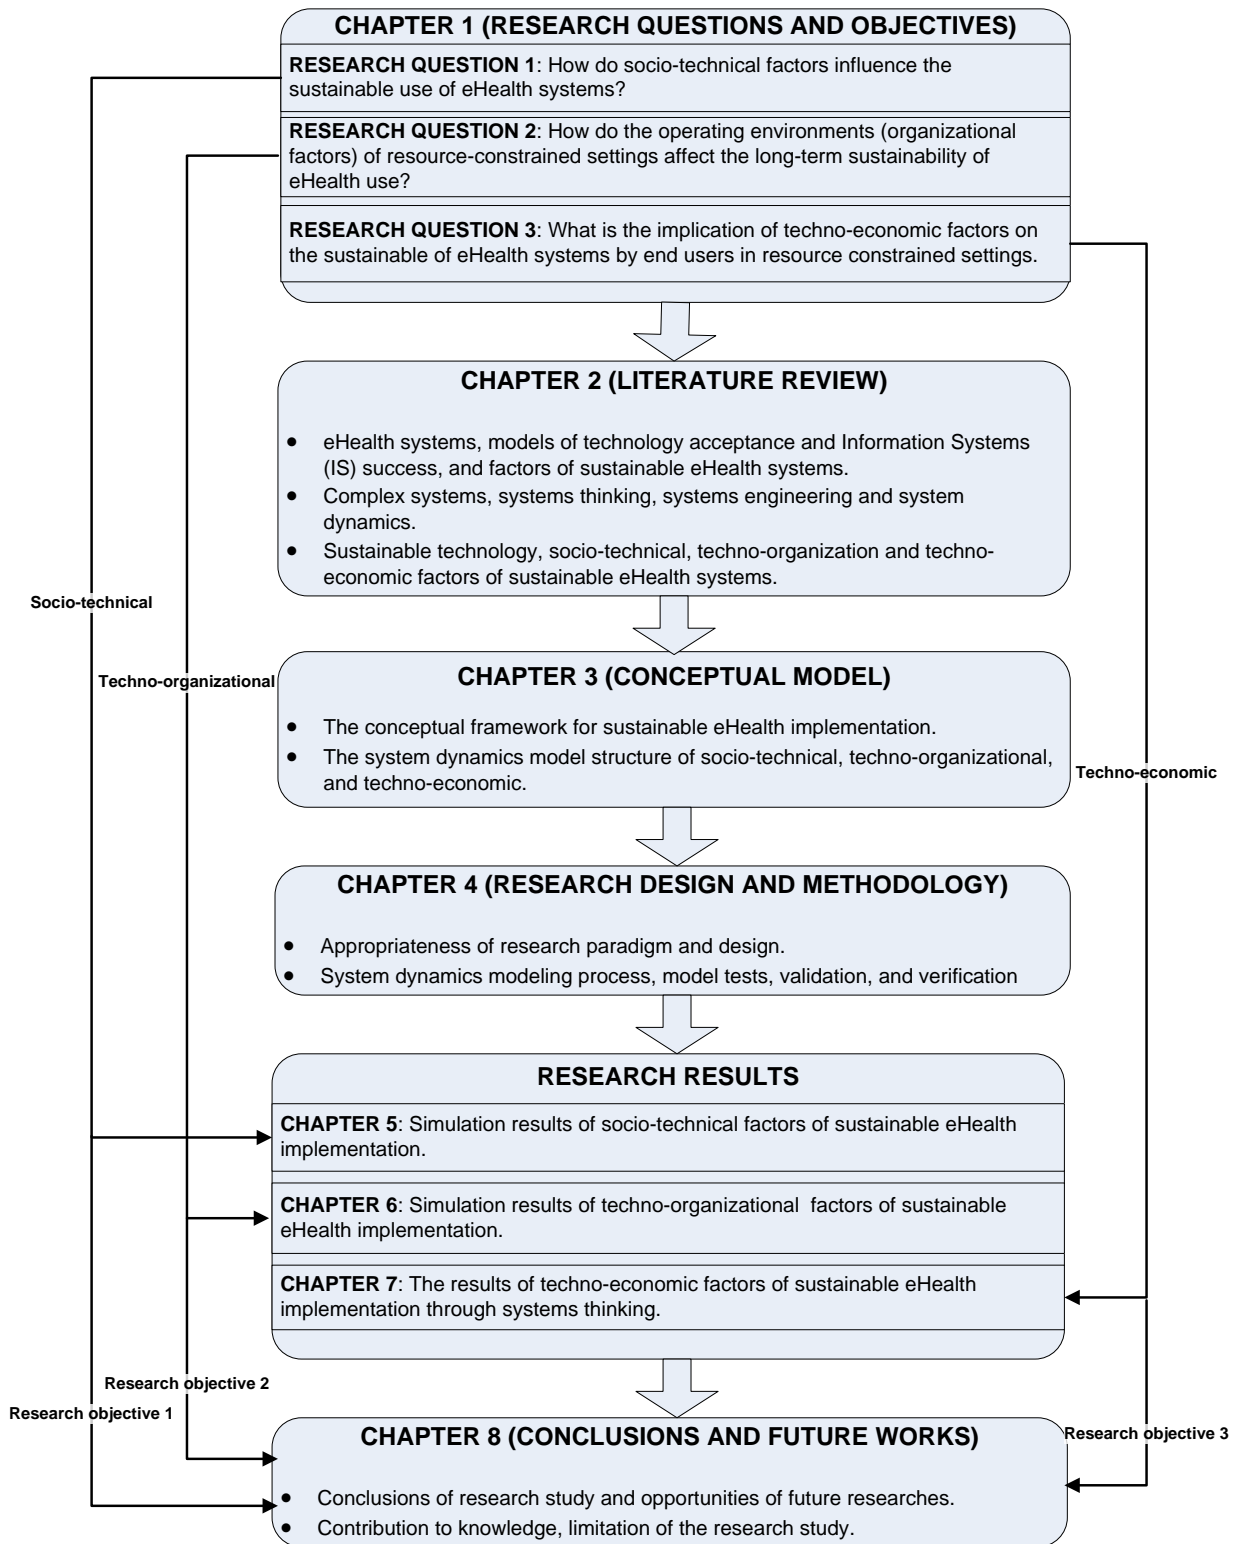 CHAPTER 1 (RESEARCH QUESTIONS AND OBJECTIVES)
RESEARCH QUESTION 1: How do socio-technical factors influence the
sustainable use of eHealth systems?
RESEARCH QUESTION 2: How do the operating environments (organizational
factors) of resource-constrained settings affect the long-term sustainability of
eHealth use?
RESEARCH QUESTION 3: What is the implication of techno-economic factors on
the sustainable of eHealth systems by end users in resource constrained settings.
CHAPTER 2 (LITERATURE REVIEW)
• eHealth systems, models of technology acceptance and Information Systems
(IS) success, and factors of sustainable eHealth systems.
• Complex systems, systems thinking, systems engineering and system
dynamics.
• Sustainable technology, socio-technical, techno-organization and techno-
economic factors of sustainable eHealth systems.
Socio-technical
Techno-organizational
CHAPTER 3 (CONCEPTUAL MODEL)
• The conceptual framework for sustainable eHealth implementation.
• The system dynamics model structure of socio-technical, techno-organizational,
and techno-economic.
Techno-economic
CHAPTER 4 (RESEARCH DESIGN AND METHODOLOGY)
• Appropriateness of research paradigm and design.
• System dynamics modeling process, model tests, validation, and verification
RESEARCH RESULTS
CHAPTER 5: Simulation results of socio-technical factors of sustainable eHealth
implementation.
CHAPTER 6: Simulation results of techno-organizational factors of sustainable
eHealth implementation.
CHAPTER 7: The results of techno-economic factors of sustainable eHealth
implementation through systems thinking.
Research objective 2
Research objective 1
Research objective 3
CHAPTER 8 (CONCLUSIONS AND FUTURE WORKS)
• Conclusions of research study and opportunities of future researches.
• Contribution to knowledge, limitation of the research study.